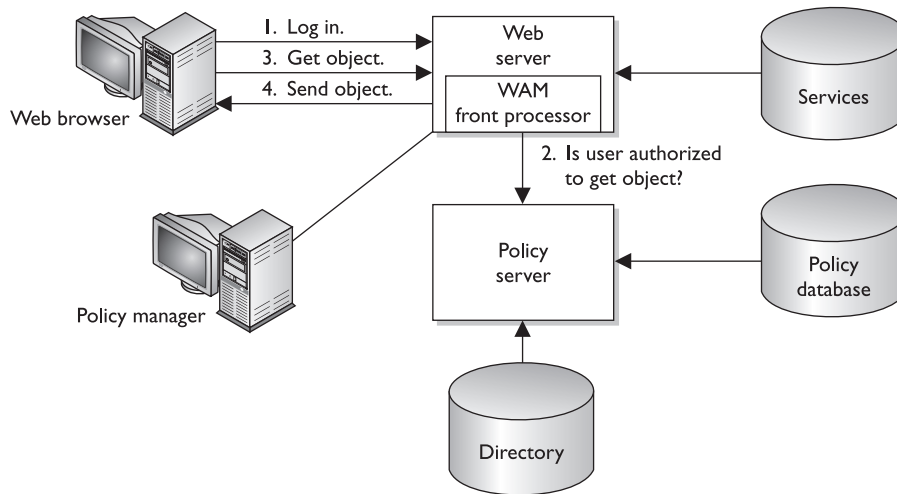 1. Log in.
3. Get object.
4. Send object.
Web browser
Web
server
WAM
front processor
Services
2. Is user authorized
to get object?
Policy manager
Policy
server
Policy
database
Directory